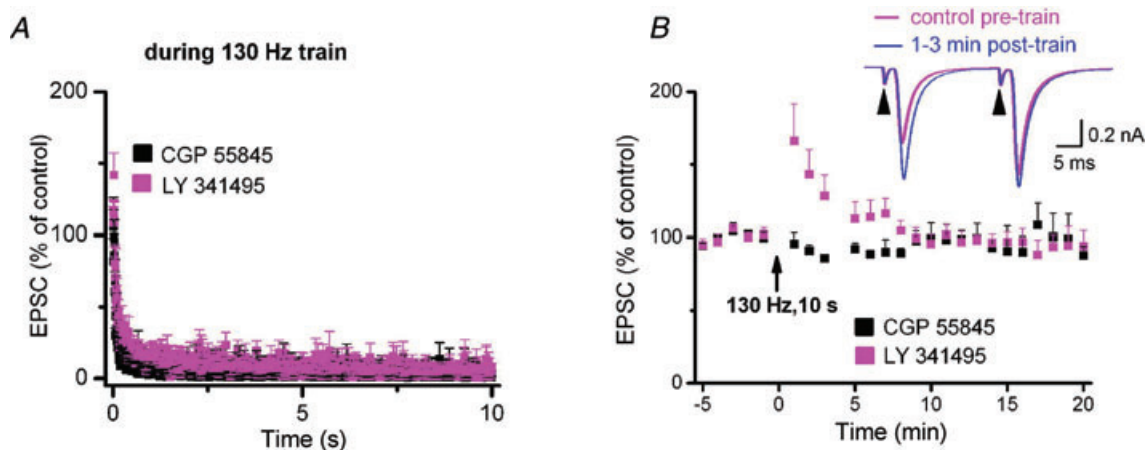 A
during 130 Hz train
200
100
0
EPSC (% of control)
CGP 55845
LY 341495
0
5
10
Time (s)
B
control pre-train
1-3 min post-train
0.2 nA
5 ms
200
100
0
EPSC (% of control)
130 Hz,10 s
CGP 55845
LY 341495
-5
0
5
10
15
20
Time (min)